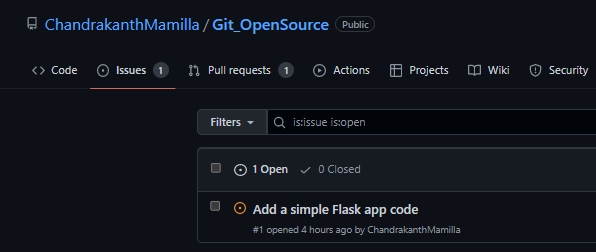 ChandrakanthMamilla / Git_OpenSource Public
Code Issues 1 Pull requests 1 Actions Projects Wiki Security
Filters is:issue is:open
1 Open 0 Closed
Add a simple Flask app code
#1 opened 4 hours ago by ChandrakanthMamilla